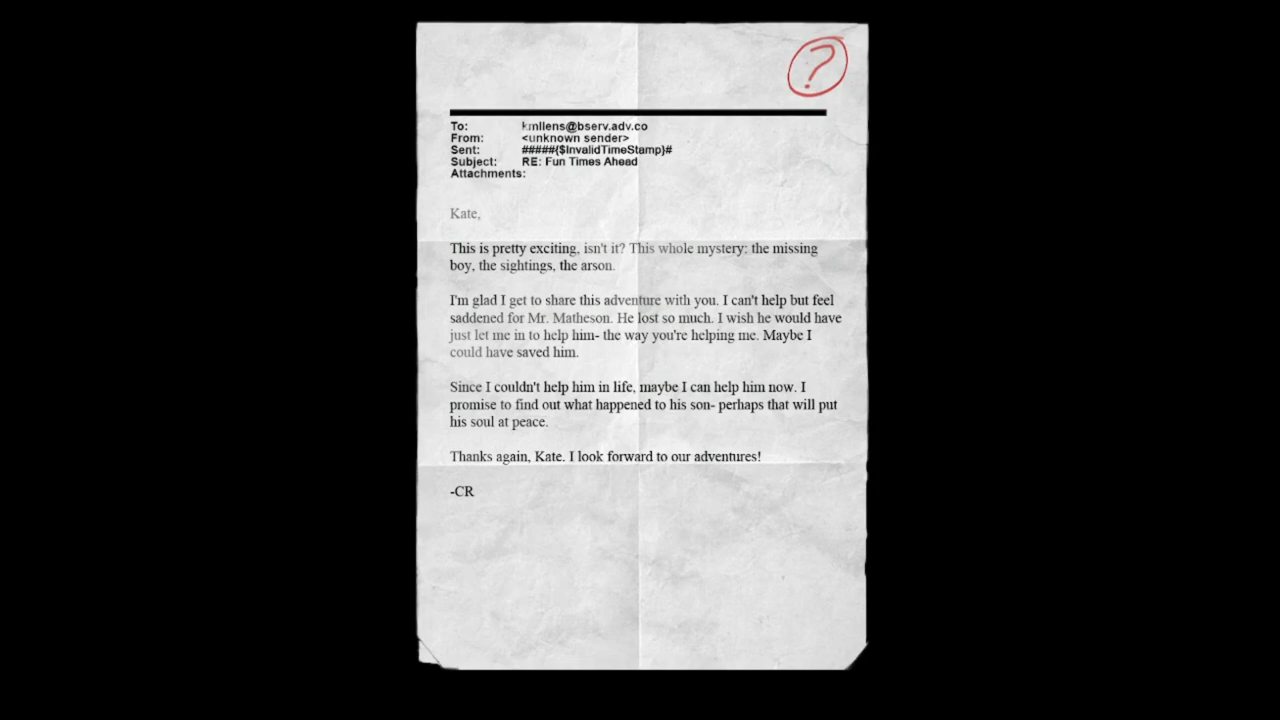 ?
To: kmllens@bserv.adv.co
From: <unknown sender>
Sent: #####{$InvalidTimeStamp}#
Subject: RE: Fun Times Ahead
Attachments:
Kate,
This is pretty exciting, isn't it? This whole mystery: the missing
boy, the sightings, the arson.
I'm glad I get to share this adventure with you. I can't help but feel
saddened for Mr. Matheson. He lost so much. I wish he would have
just let me in to help him- the way you're helping me. Maybe I
could have saved him.
Since I couldn't help him in life, maybe I can help him now. I
promise to find out what happened to his son- perhaps that will put
his soul at peace.
Thanks again, Kate. I look forward to our adventures!
-CR